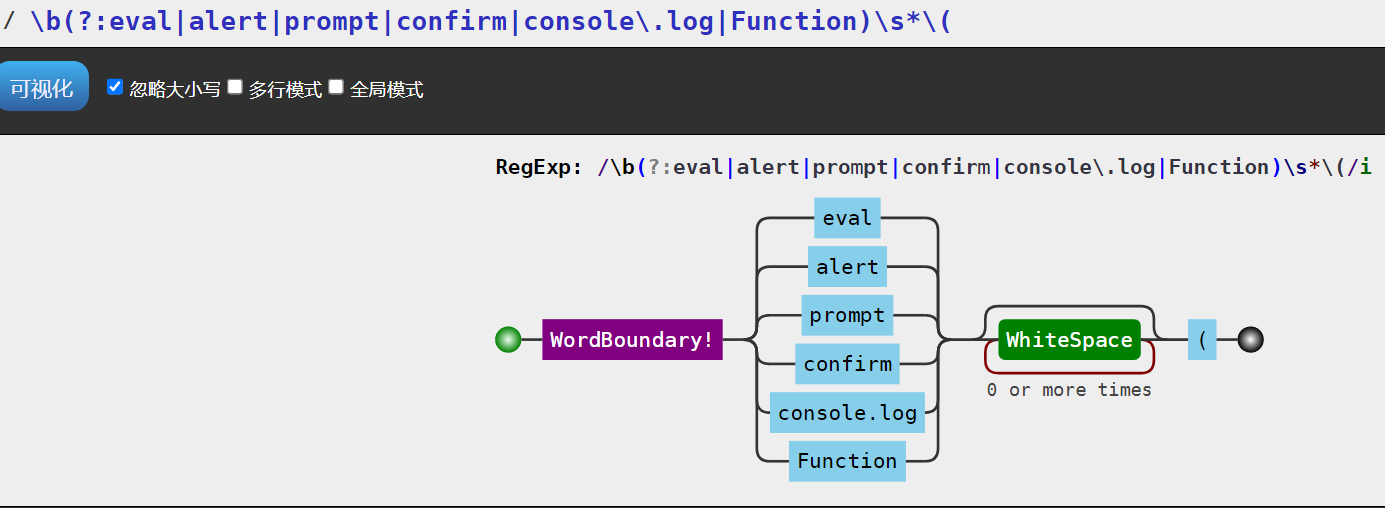 / \b(?:eval|alert|prompt|confirm|console\.log|Function)\s*\(
可视化 忽略大小写 多行模式 全局模式
RegExp: /\b(?:eval|alert|prompt|confirm|console\.log|Function)\s*\(/i
eval
alert
prompt
WordBoundary! WhiteSpace (
confirm
0 or more times
console.log
Function